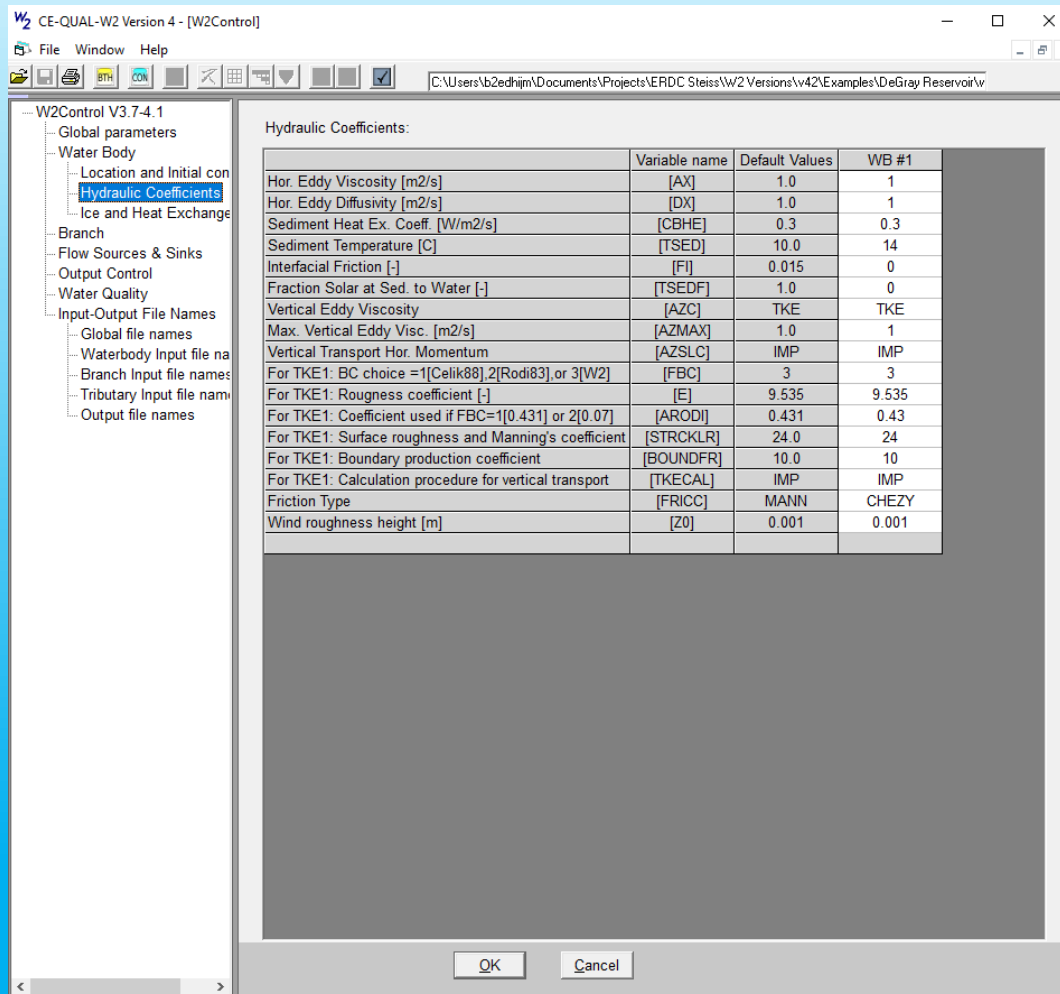 W2 CE-QUAL-W2 Version 4 - [W2Control]
File Window Help
BTH CON C:\Users\b2edhijm\Documents\Projects\ERDC Steiss\W2 Versions\v42\Examples\DeGray Reservoir\w
W2Control V3.7-4.1
Global parameters
Water Body
Location and Initial con
Hydraulic Coefficients
Ice and Heat Exchange
Branch
Flow Sources & Sinks
Output Control
Water Quality
Input-Output File Names
Global file names
Waterbody Input file na
Branch Input file names
Tributary Input file nam
Output file names
Hydraulic Coefficients:
Variable name Default Values WB #1
Hor. Eddy Viscosity [m2/s] [AX] 1.0 1
Hor. Eddy Diffusivity [m2/s] [DX] 1.0 1
Sediment Heat Ex. Coeff. [W/m2/s] [CBHE] 0.3 0.3
Sediment Temperature [C] [TSED] 10.0 14
Interfacial Friction [-] [FI] 0.015 0
Fraction Solar at Sed. to Water [-] [TSEDF] 1.0 0
Vertical Eddy Viscosity [AZC] TKE TKE
Max. Vertical Eddy Visc. [m2/s] [AZMAX] 1.0 1
Vertical Transport Hor. Momentum [AZSLC] IMP IMP
For TKE1: BC choice =1[Celik88],2[Rodi83],or 3[W2] [FBC] 3 3
For TKE1: Rougness coefficient [-] [E] 9.535 9.535
For TKE1: Coefficient used if FBC=1[0.431] or 2[0.07] [ARODI] 0.431 0.43
For TKE1: Surface roughness and Manning's coefficient [STRCKLR] 24.0 24
For TKE1: Boundary production coefficient [BOUNDFR] 10.0 10
For TKE1: Calculation procedure for vertical transport [TKECAL] IMP IMP
Friction Type [FRICC] MANN CHEZY
Wind roughness height [m] [Z0] 0.001 0.001
OK Cancel